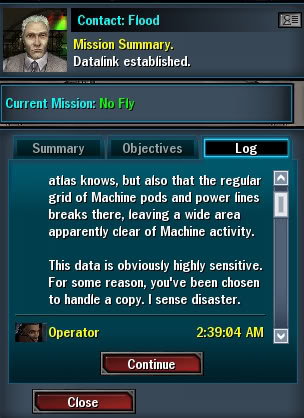 Contact: Flood
Mission Summary.
Datalink established.
Current Mission: No Fly
Summary
Objectives
Log
atlas knows, but also that the regular
grid of Machine pods and power lines
breaks there, leaving a wide area
apparently clear of Machine activity.
This data is obviously highly sensitive.
For some reason, you've been chosen
to handle a copy. I sense disaster.
Operator
2:39:04 AM
Continue
Close